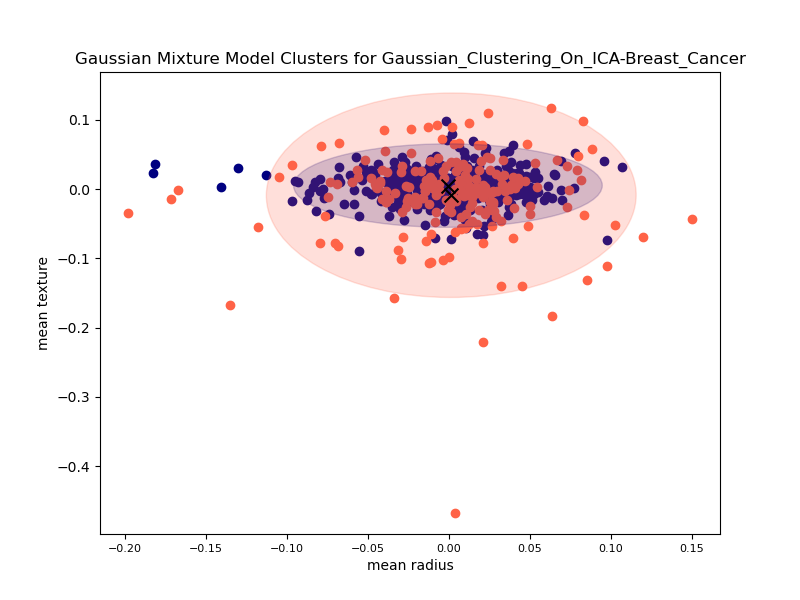 Gaussian Mixture Model Clusters for Gaussian_Clustering_On_ICA-Breast_Cancer
0.1
0.0
−0.1
−0.2
−0.3
−0.4
mean texture
−0.20 −0.15 −0.10 −0.05 0.00 0.05 0.10 0.15
mean radius